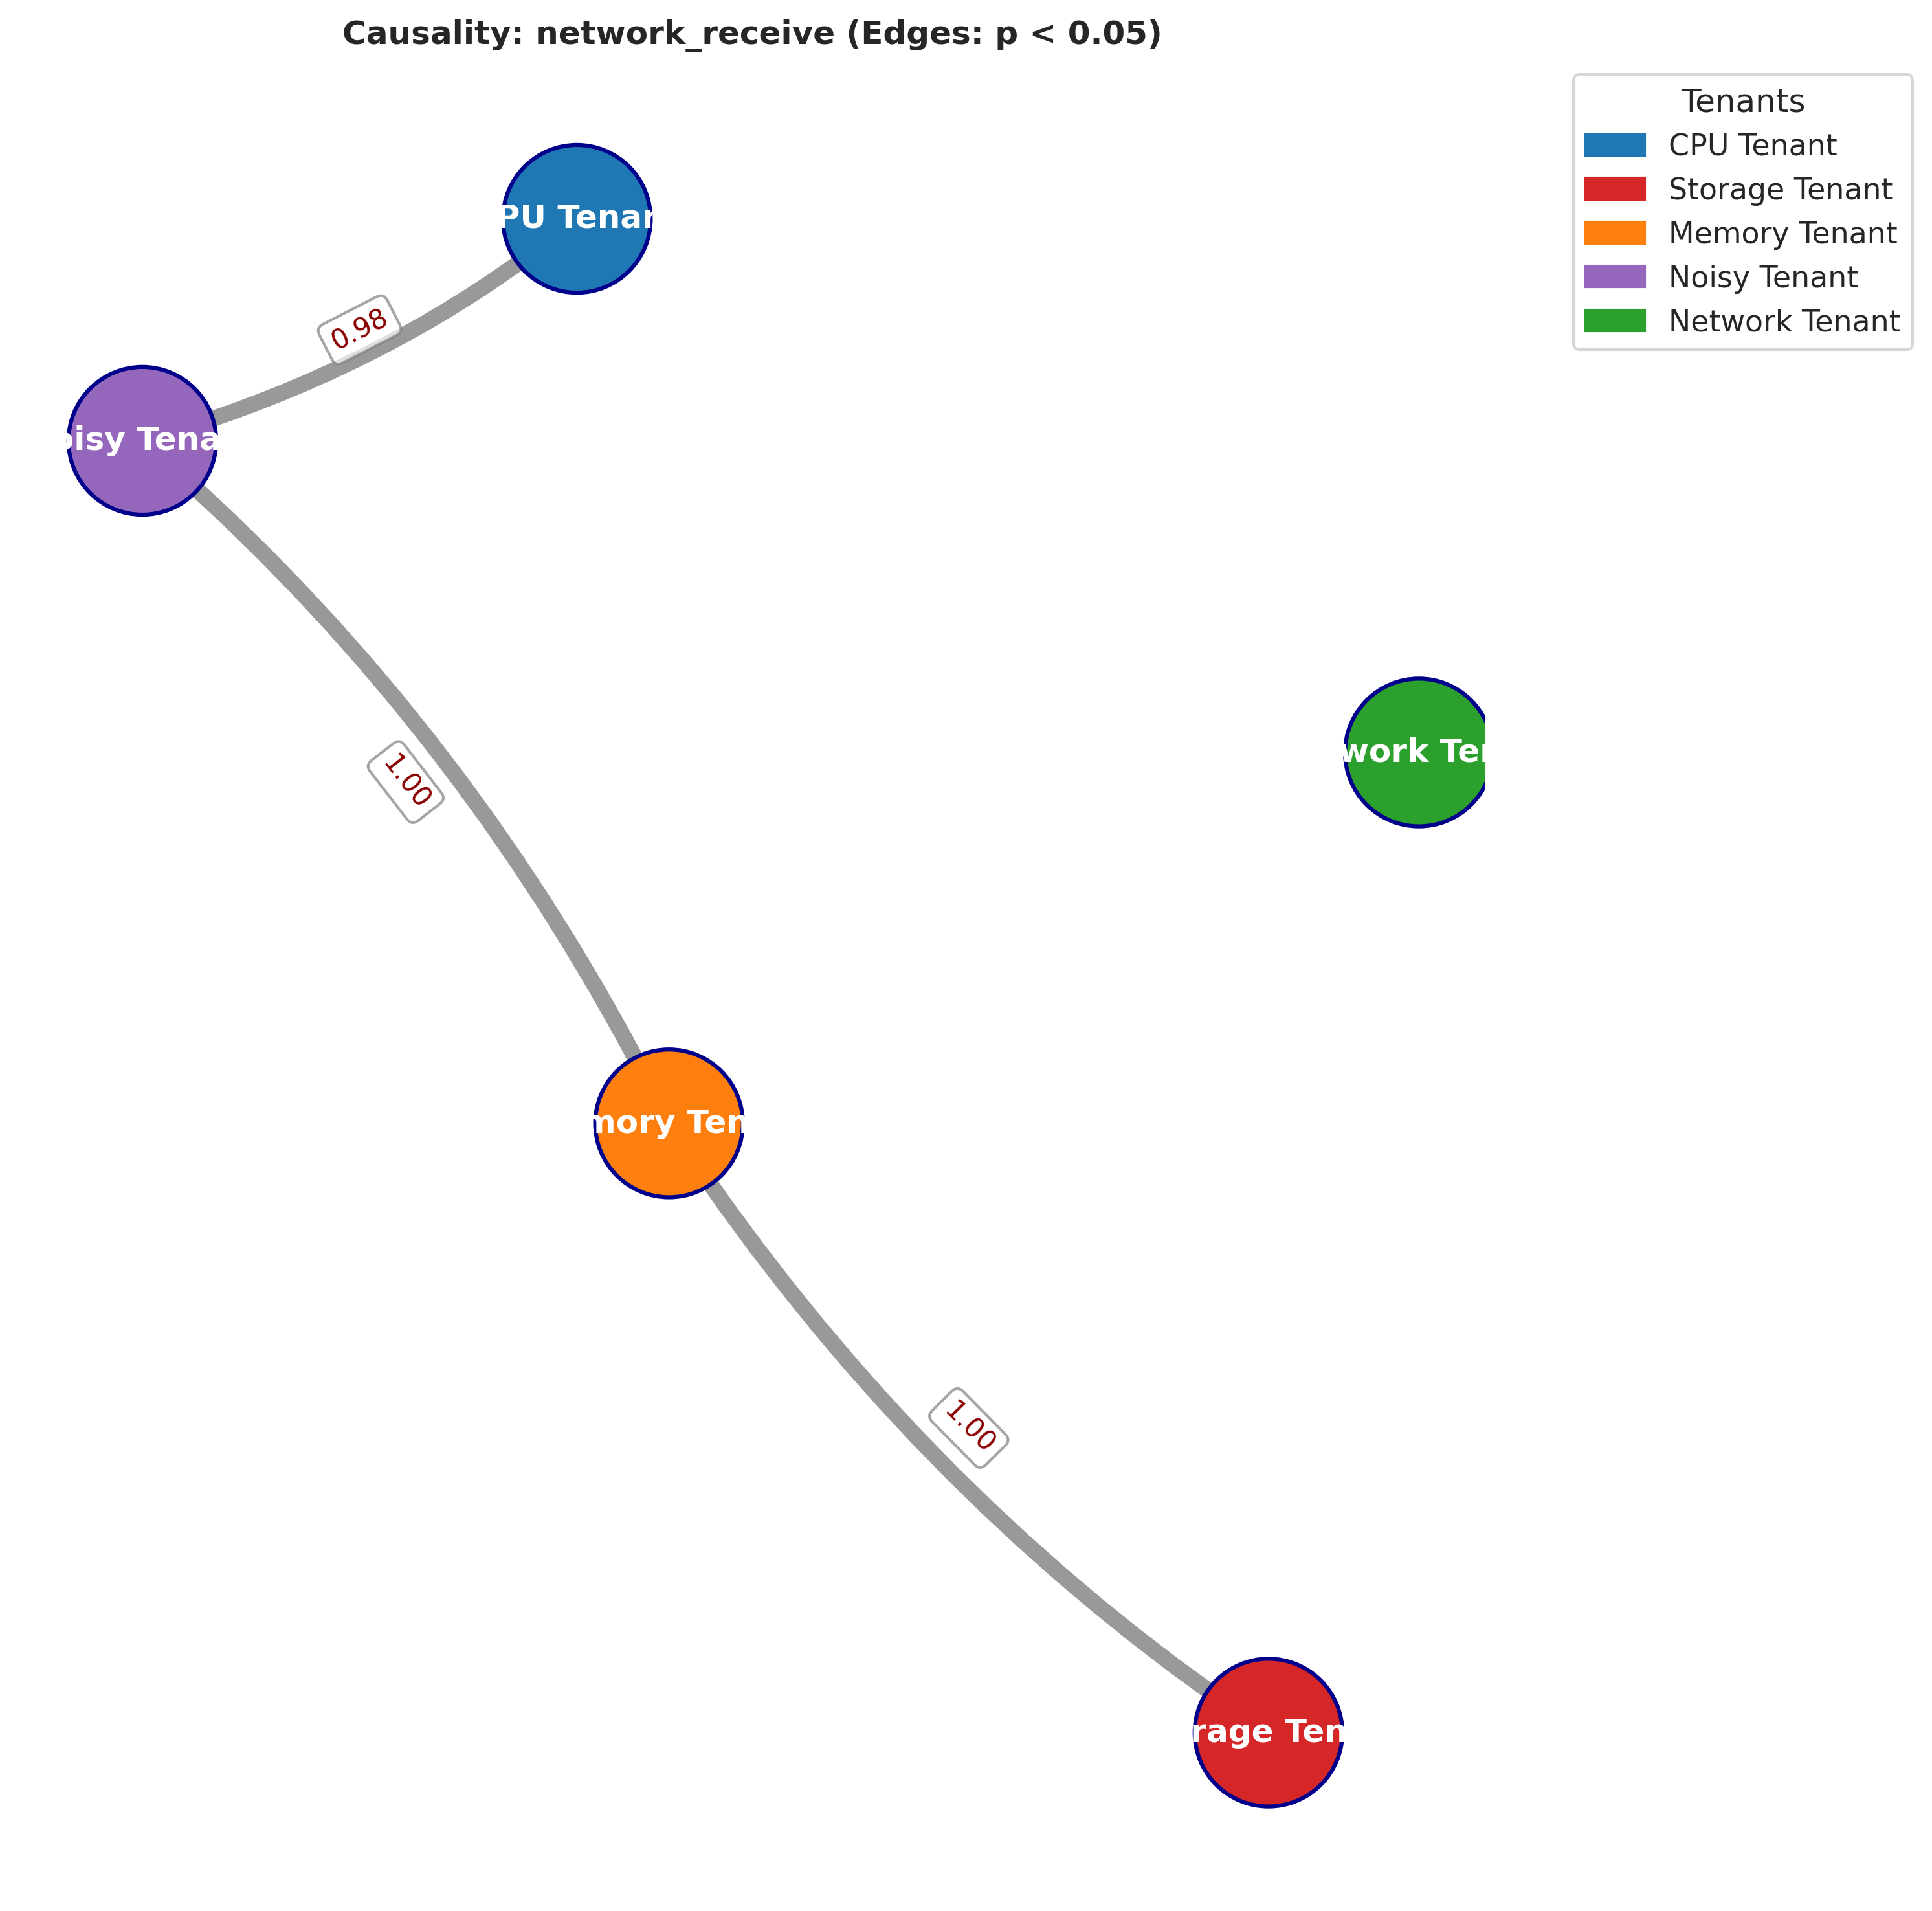 Causality: network_receive (Edges: p < 0.05)
Tenants
CPU Tenant
Storage Tenant
Memory Tenant
Noisy Tenant
Network Tenant
PU Tenan
0.98
oisy Tena
1.00
work Ten
mory Ten
1.00
rage Ten